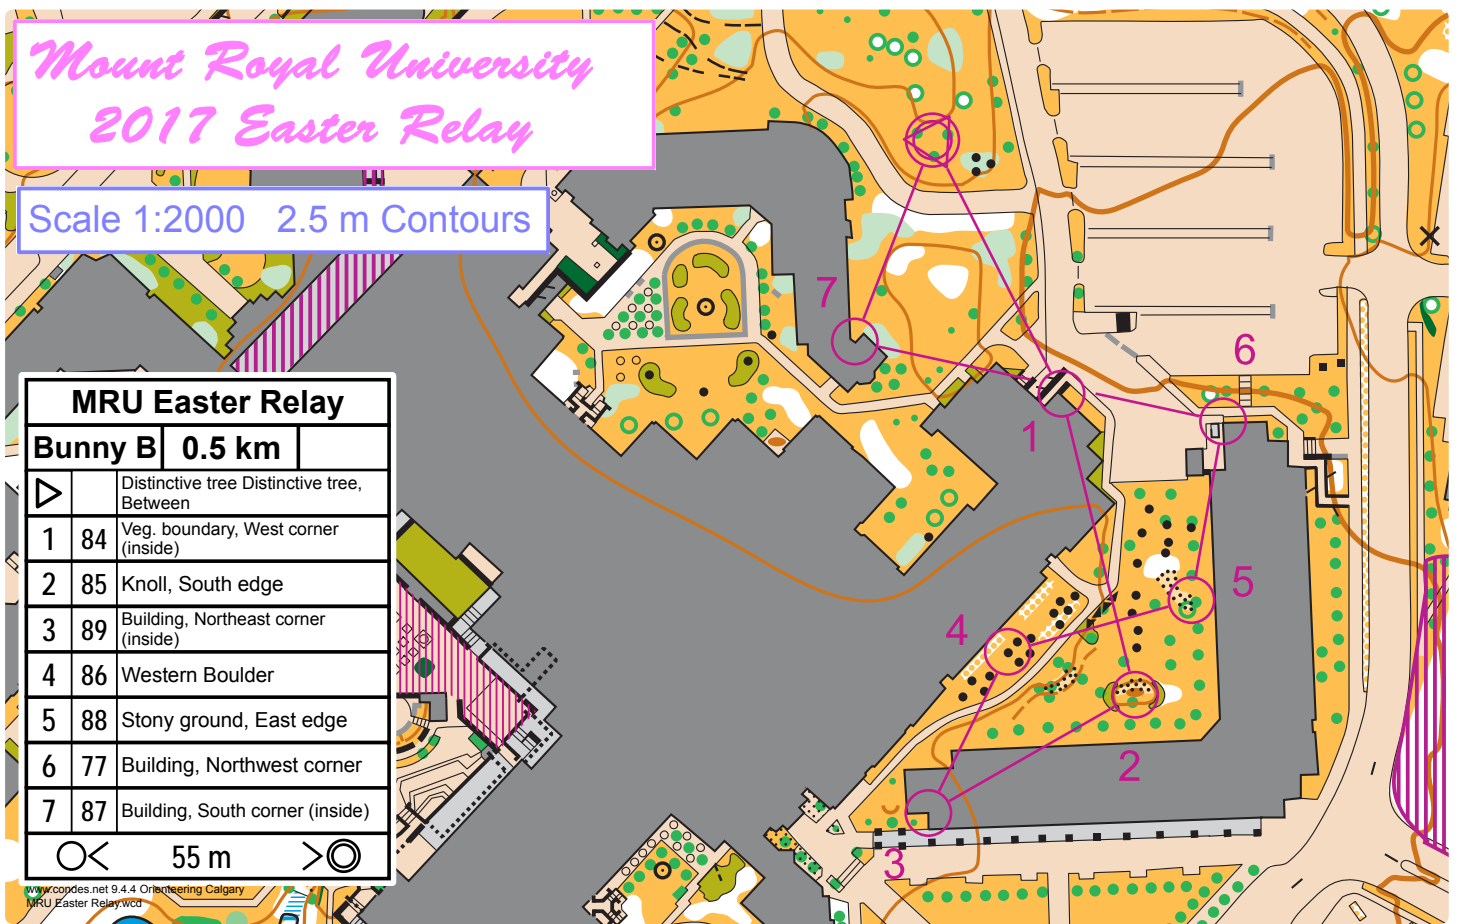 Mount Royal University
2017 Easter Relay
Scale 1:2000 2.5 m Contours
MRU Easter Relay
Bunny B 0.5 km
Distinctive tree Distinctive tree,
Between
1 84 Veg. boundary, West corner
(inside)
2 85 Knoll, South edge
3 89 Building, Northeast corner
(inside)
4 86 Western Boulder
5 88 Stony ground, East edge
6 77 Building, Northwest corner
7 87 Building, South corner (inside)
55 m
www.condes.net 9.4.4 Orienteering Calgary
MRU Easter Relay.wcd
7
6
1
5
4
2
3